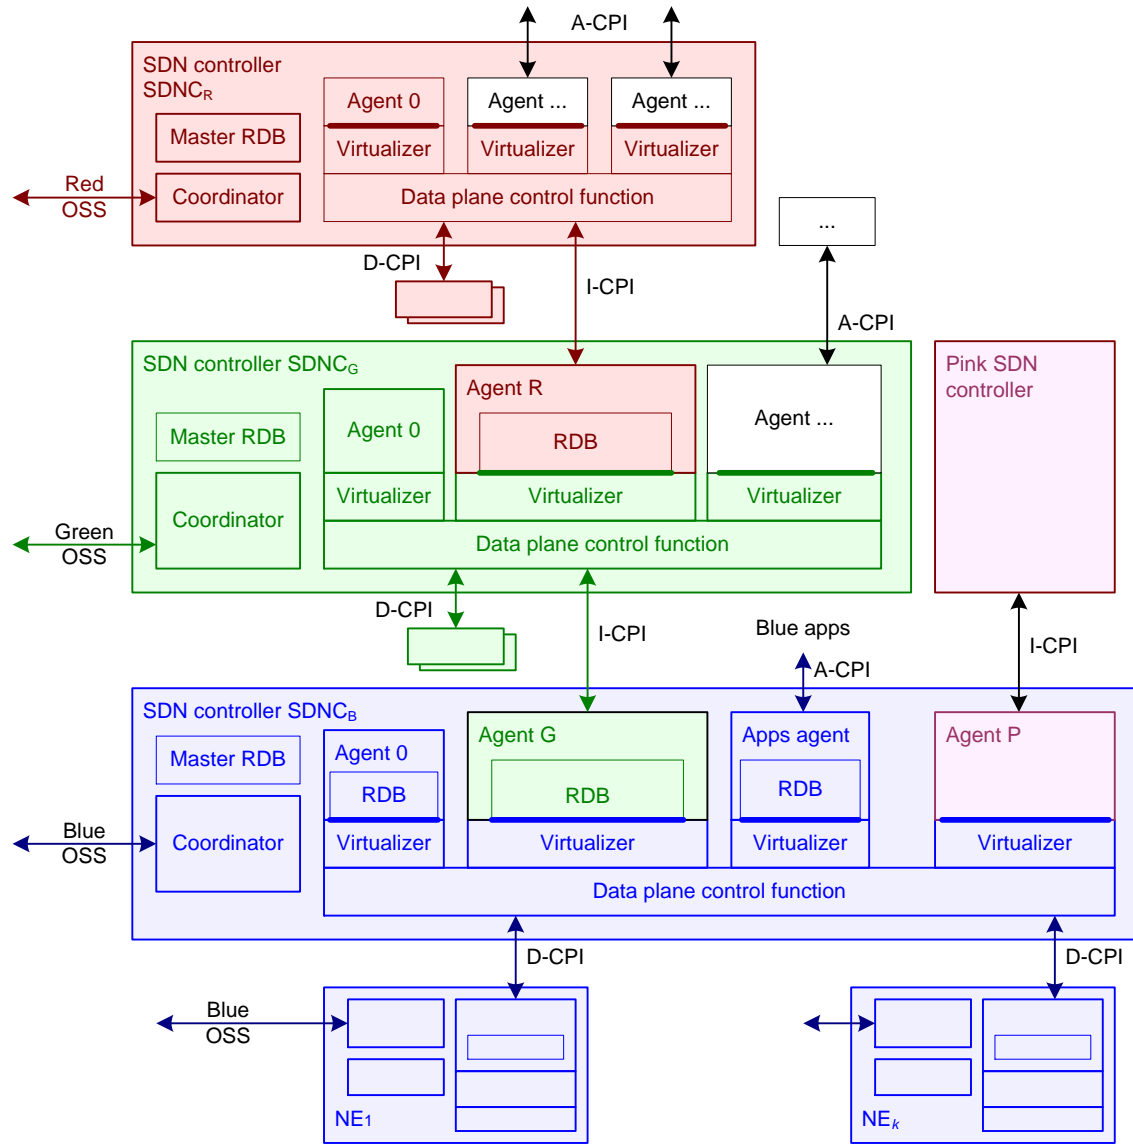 A-CPI
SDN controller
SDNCR
Agent 0
Agent ...
Agent ...
Master RDB
Virtualizer
Virtualizer
Virtualizer
Red
OSS
Coordinator
Data plane control function
...
D-CPI
I-CPI
A-CPI
SDN controller SDNCG
Agent R
Pink SDN
controller
Master RDB
Agent 0
RDB
Agent ...
Virtualizer
Virtualizer
Virtualizer
Green
OSS
Coordinator
Data plane control function
D-CPI
I-CPI
Blue apps
A-CPI
I-CPI
SDN controller SDNCB
Master RDB
Agent 0
Agent G
Apps agent
Agent P
RDB
RDB
RDB
Blue
OSS
Coordinator
Virtualizer
Virtualizer
Virtualizer
Virtualizer
Data plane control function
D-CPI
D-CPI
Blue
OSS
NE1
NEk